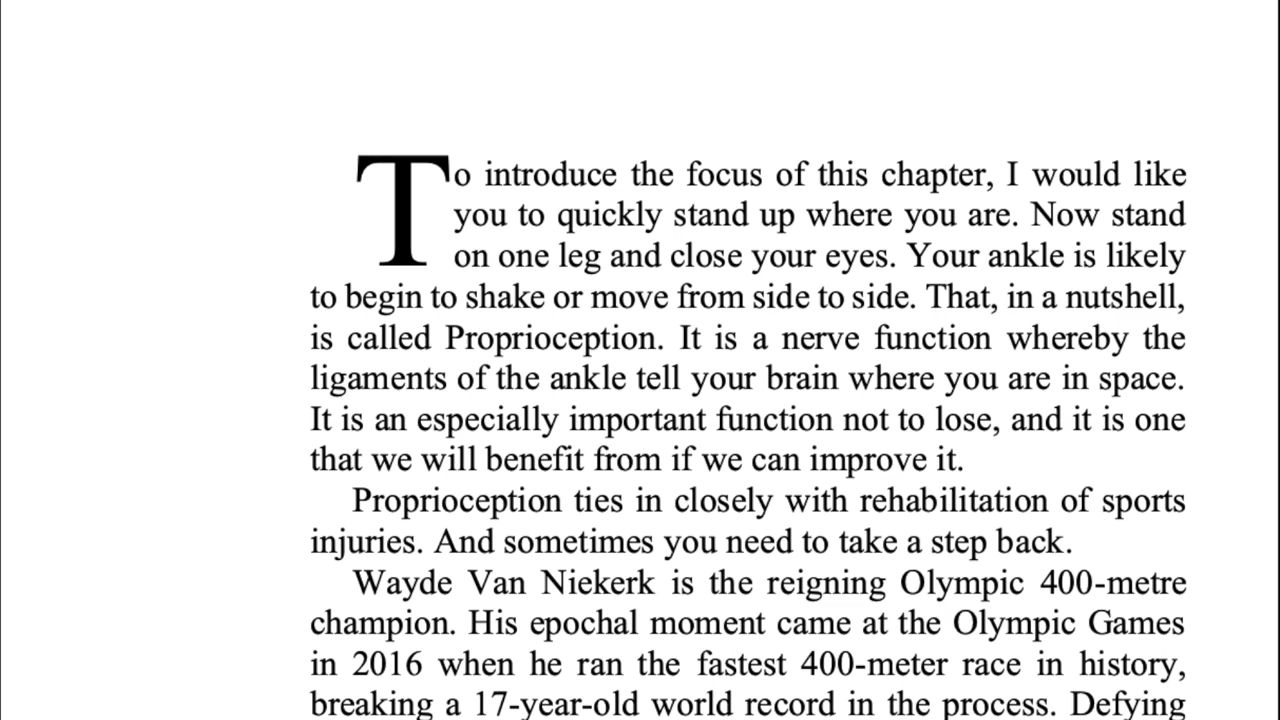 To introduce the focus of this chapter, I would like
you to quickly stand up where you are. Now stand
on one leg and close your eyes. Your ankle is likely
to begin to shake or move from side to side. That, in a nutshell,
is called Proprioception. It is a nerve function whereby the
ligaments of the ankle tell your brain where you are in space.
It is an especially important function not to lose, and it is one
that we will benefit from if we can improve it.
Proprioception ties in closely with rehabilitation of sports
injuries. And sometimes you need to take a step back.
Wayde Van Niekerk is the reigning Olympic 400-metre
champion. His epochal moment came at the Olympic Games
in 2016 when he ran the fastest 400-meter race in history,
breaking a 17-year-old world record in the process. Defying